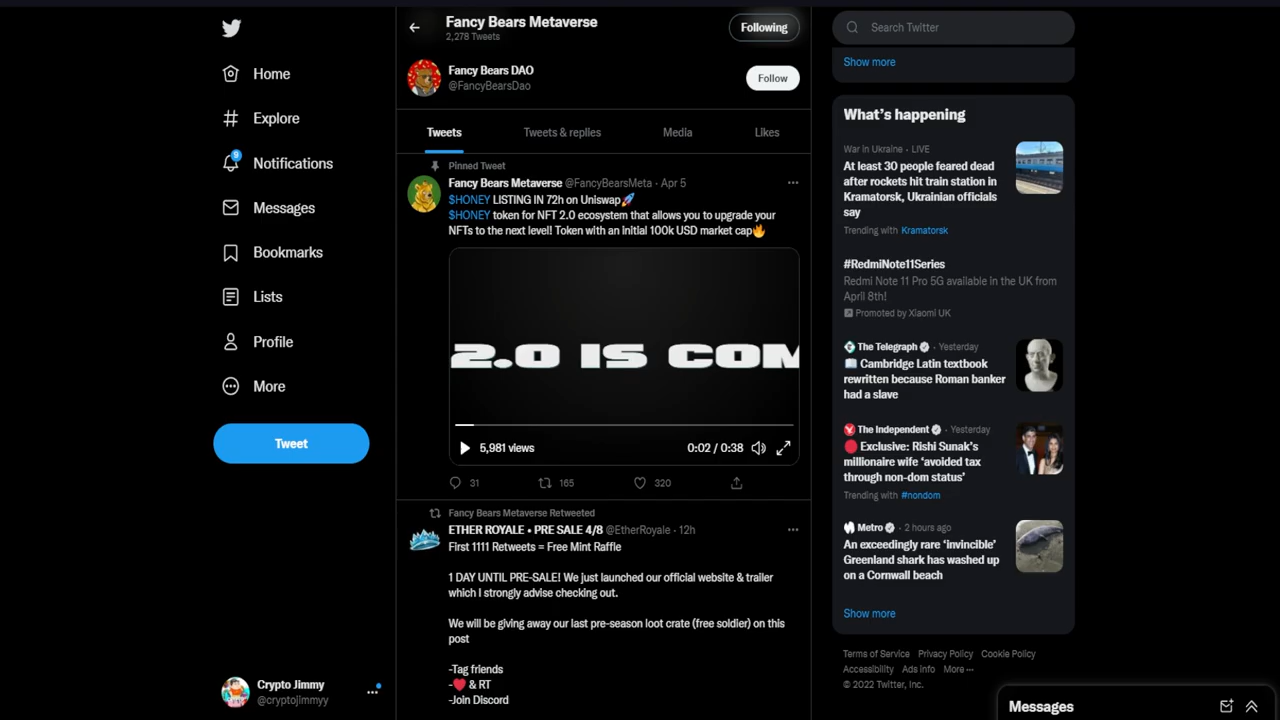 Home
Explore
9
Notifications
Messages
Bookmarks
Lists
Profile
More
Tweet
Crypto Jimmy
@cryptojimmyy
Fancy Bears Metaverse
2,278 Tweets
Following
Fancy Bears DAO
@FancyBearsDao
Follow
Tweets
Tweets & replies
Media
Likes
Pinned Tweet
Fancy Bears Metaverse @FancyBearsMeta · Apr 5
$HONEY LISTING IN 72h on Uniswap🚀
$HONEY token for NFT 2.0 ecosystem that allows you to upgrade your
NFTs to the next level! Token with an initial 100k USD market cap🔥
2.0 IS COM
5,981 views
0:02 / 0:38
31
165
320
Fancy Bears Metaverse Retweeted
ETHER ROYALE • PRE SALE 4/8 @EtherRoyale · 12h
First 1111 Retweets = Free Mint Raffle
1 DAY UNTIL PRE-SALE! We just launched our official website & trailer
which I strongly advise checking out.
We will be giving away our last pre-season loot crate (free soldier) on this
post
-Tag friends
-❤️ & RT
-Join Discord
Search Twitter
Show more
What's happening
War in Ukraine · LIVE
At least 30 people feared dead
after rockets hit train station in
Kramatorsk, Ukrainian officials
say
Trending with Kramatorsk
#RedmiNote11Series
Redmi Note 11 Pro 5G available in the UK from
April 8th!
Promoted by Xiaomi UK
The Telegraph · Yesterday
📖 Cambridge Latin textbook
rewritten because Roman banker
had a slave
The Independent · Yesterday
🔴 Exclusive: Rishi Sunak's
millionaire wife 'avoided tax
through non-dom status'
Trending with #nondom
Metro · 2 hours ago
An exceedingly rare 'invincible'
Greenland shark has washed up
on a Cornwall beach
Show more
Terms of Service Privacy Policy Cookie Policy
Accessibility Ads info More ···
© 2022 Twitter, Inc.
Messages